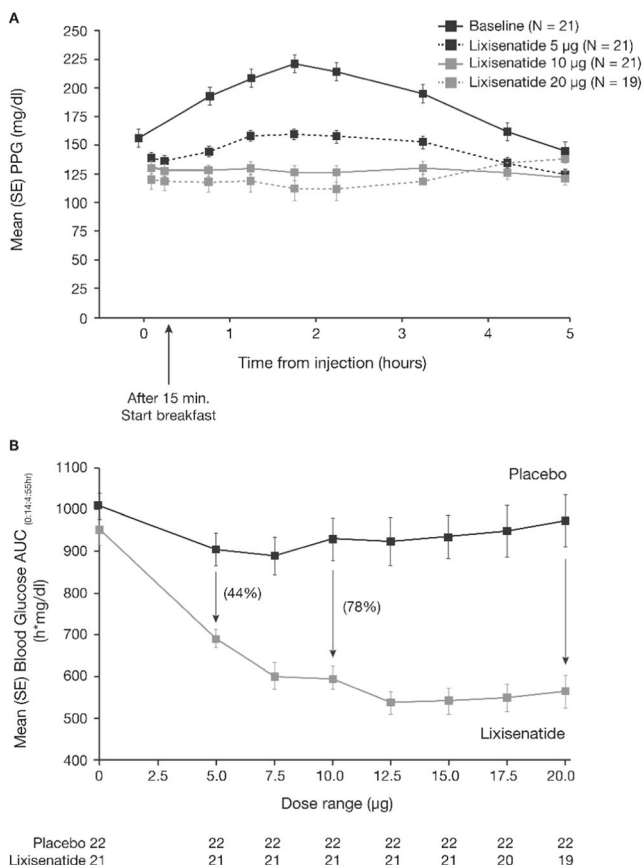 A
Baseline (N = 21)
Lixisenatide 5 µg (N = 21)
Lixisenatide 10 µg (N = 21)
Lixisenatide 20 µg (N = 19)
Mean (SE) PPG (mg/dl)
250
225
200
175
150
125
100
75
50
25
0
0 1 2 3 4 5
Time from injection (hours)
After 15 min.
Start breakfast
B
Mean (SE) Blood Glucose AUC (0:14:4:55hr)
(h*mg/dl)
1100
1000
900
800
700
600
500
400
Placebo
(44%)
(78%)
Lixisenatide
0 2.5 5.0 7.5 10.0 12.5 15.0 17.5 20.0
Dose range (µg)
Placebo 22 22 22 22 22 22 22 22
Lixisenatide 21 21 21 21 21 21 20 19